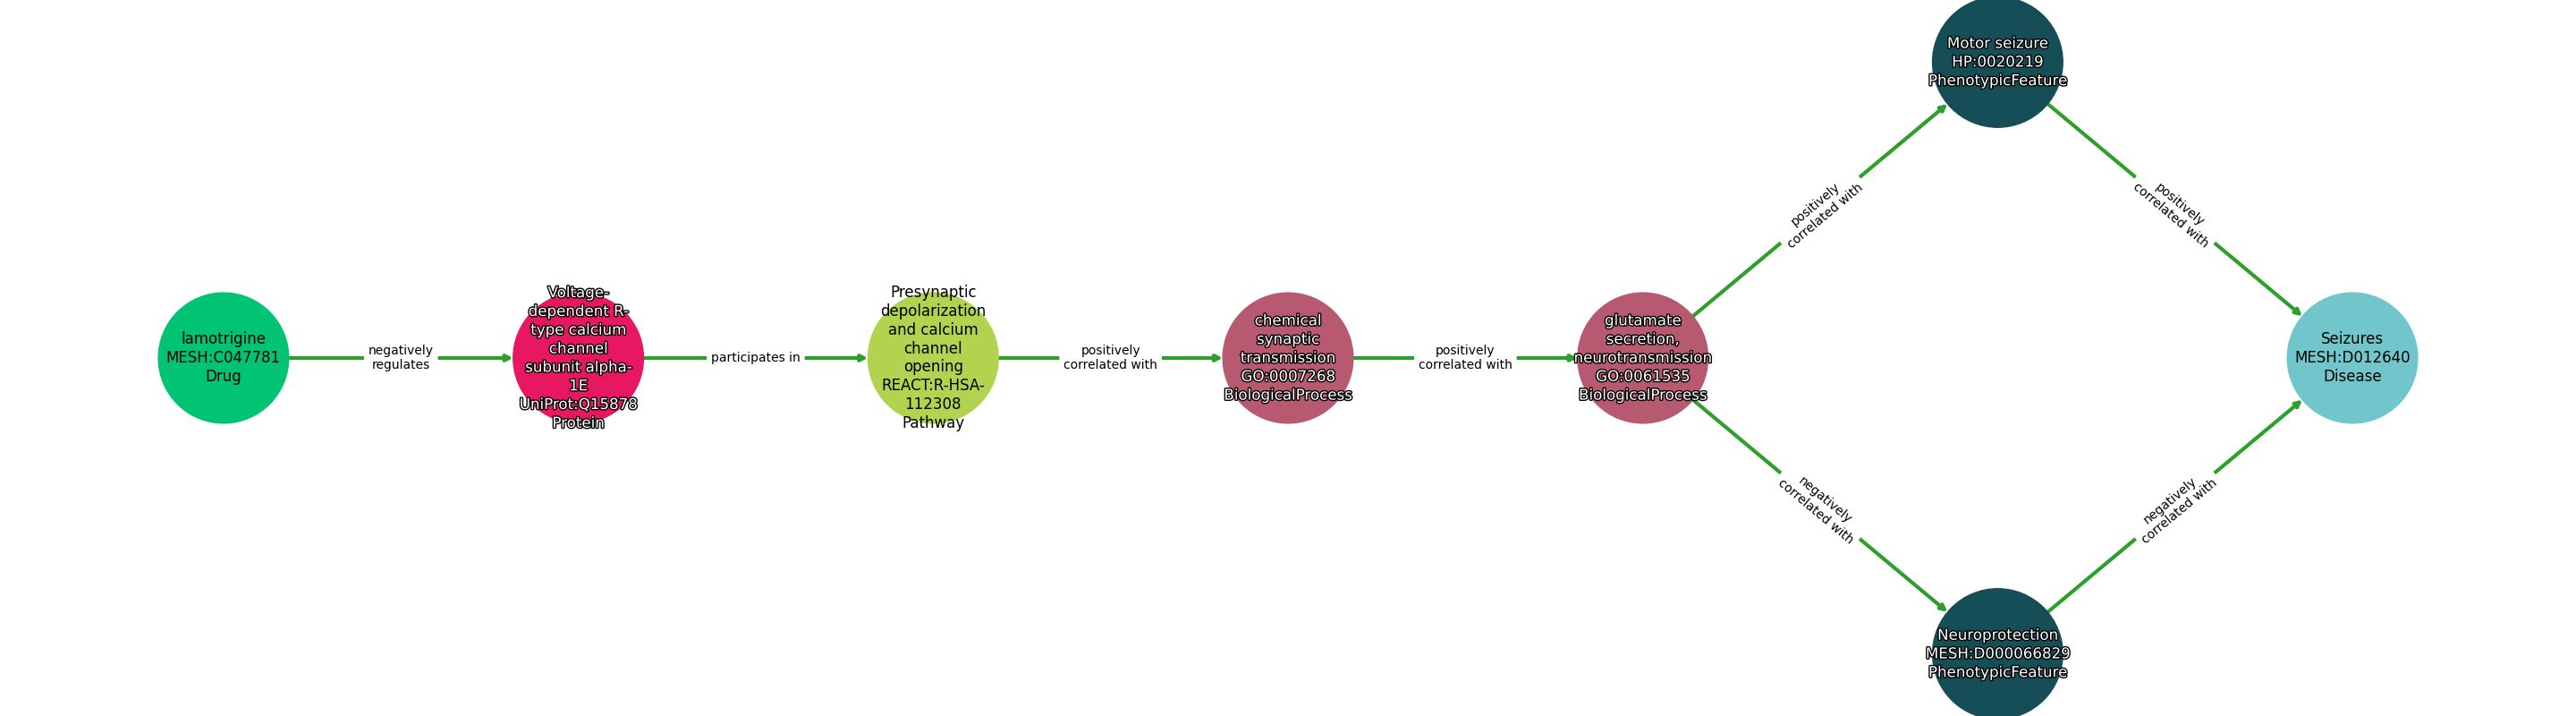 lamotrigine
MESH:C047781
Drug
negatively
regulates
Voltage-
dependent R-
type calcium
channel
subunit alpha-
1E
UniProt:Q15878
Protein
participates in
Presynaptic
depolarization
and calcium
channel
opening
REACT:R-HSA-
112308
Pathway
positively
correlated with
chemical
synaptic
transmission
GO:0007268
BiologicalProcess
positively
correlated with
glutamate
secretion,
neurotransmission
GO:0061535
BiologicalProcess
positively
correlated with
Motor seizure
HP:0020219
PhenotypicFeature
positively
correlated with
negatively
correlated with
Neuroprotection
MESH:D000066829
PhenotypicFeature
negatively
correlated with
Seizures
MESH:D012640
Disease